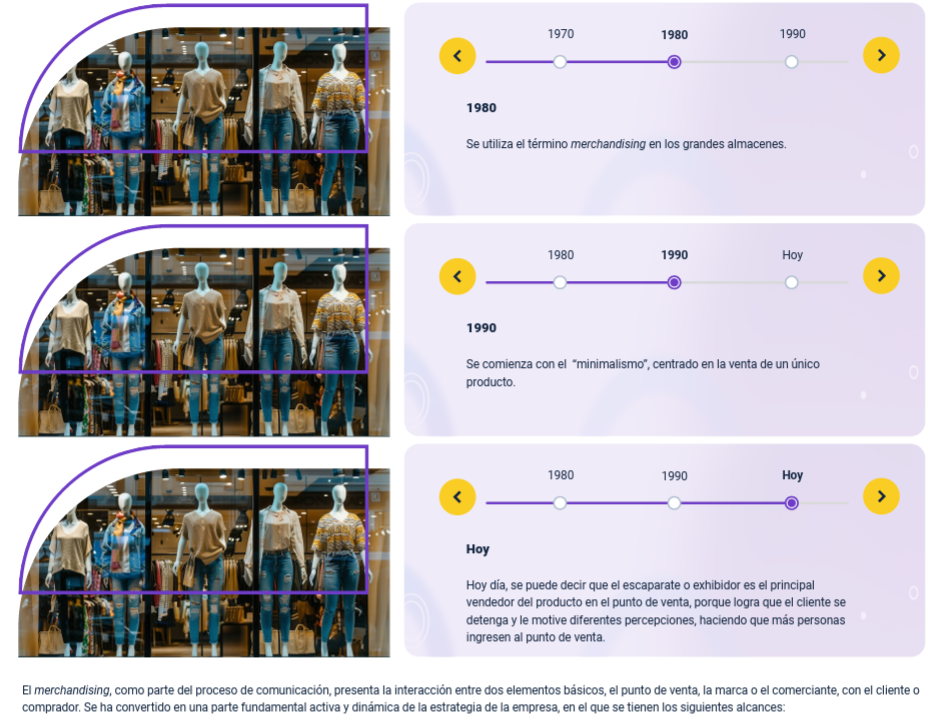 1970
1980
1990
1980
Se utiliza el término merchandising en los grandes almacenes.
1980
1990
Hoy
1990
Se comienza con el “minimalismo”, centrado en la venta de un único
producto.
1980
1990
Hoy
Hoy
Hoy día, se puede decir que el escaparate o exhibidor es el principal
vendedor del producto en el punto de venta, porque logra que el cliente se
detenga y le motive diferentes percepciones, haciendo que más personas
ingresen al punto de venta.
El merchandising, como parte del proceso de comunicación, presenta la interacción entre dos elementos básicos, el punto de venta, la marca o el comerciante, con el cliente o
comprador. Se ha convertido en una parte fundamental activa y dinámica de la estrategia de la empresa, en el que se tienen los siguientes alcances: